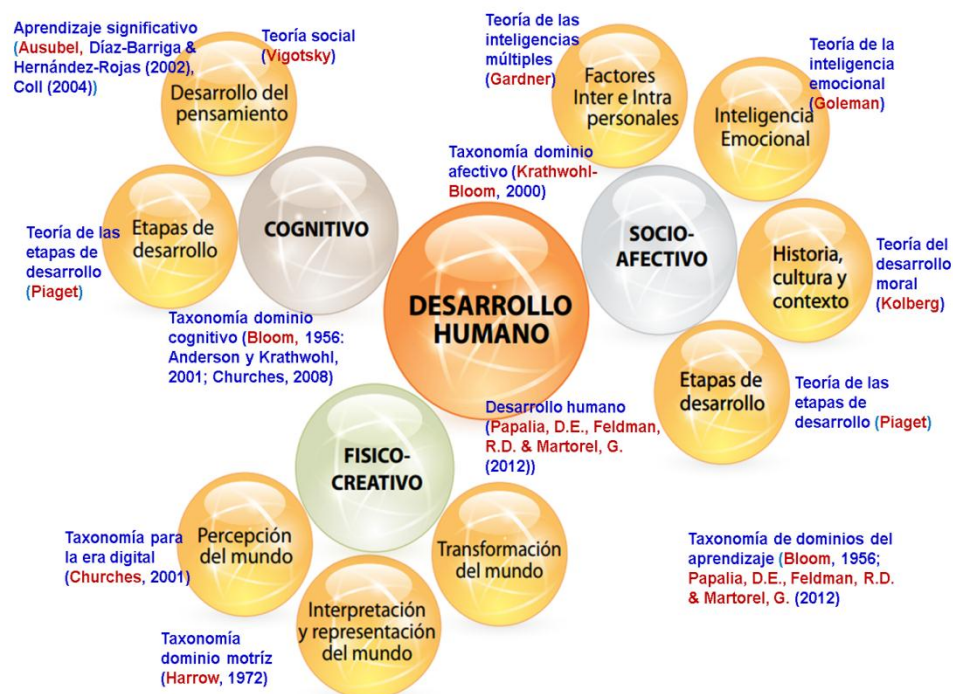 Aprendizaje significativo
(Ausubel, Díaz-Barriga &
Hernández-Rojas (2002),
Coll (2004))
Teoría social
(Vigotsky)
Desarrollo del
pensamiento
Etapas de
desarrollo
Teoría de las
etapas de
desarrollo
(Piaget)
COGNITIVO
Taxonomía dominio
cognitivo (Bloom, 1956:
Anderson y Krathwohl,
2001; Churches, 2008)
Teoría de las
inteligencias
múltiples
(Gardner)
Factores
Inter e Intra
personales
Teoría de la
inteligencia
emocional
(Goleman)
Inteligencia
Emocional
Taxonomía dominio
afectivo (Krathwohl-
Bloom, 2000)
SOCIO-
AFECTIVO
Historia,
cultura y
contexto
Teoría del
desarrollo
moral
(Kolberg)
DESARROLLO
HUMANO
Etapas de
desarrollo
Teoría de las
etapas de
desarrollo (Piaget)
Desarrollo humano
(Papalia, D.E., Feldman,
R.D. & Martorel, G.
(2012))
FISICO-
CREATIVO
Percepción
del mundo
Taxonomía para
la era digital
(Churches, 2001)
Interpretación
y representación
del mundo
Taxonomía
dominio motríz
(Harrow, 1972)
Transformación
del mundo
Taxonomía de dominios del
aprendizaje (Bloom, 1956;
Papalia, D.E., Feldman, R.D.
& Martorel, G. (2012)